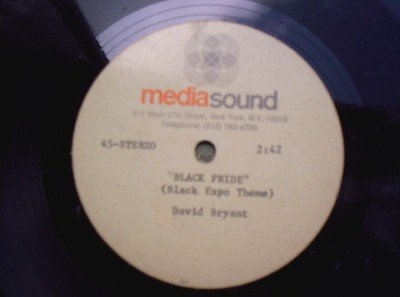 mediasound
311 West 57th Street, New York, N.Y. 10019
Telephone: (212) 765-4700
45-STEREO
2:42
"BLACK PRIDE"
(Black Expo Theme)
David Bryant